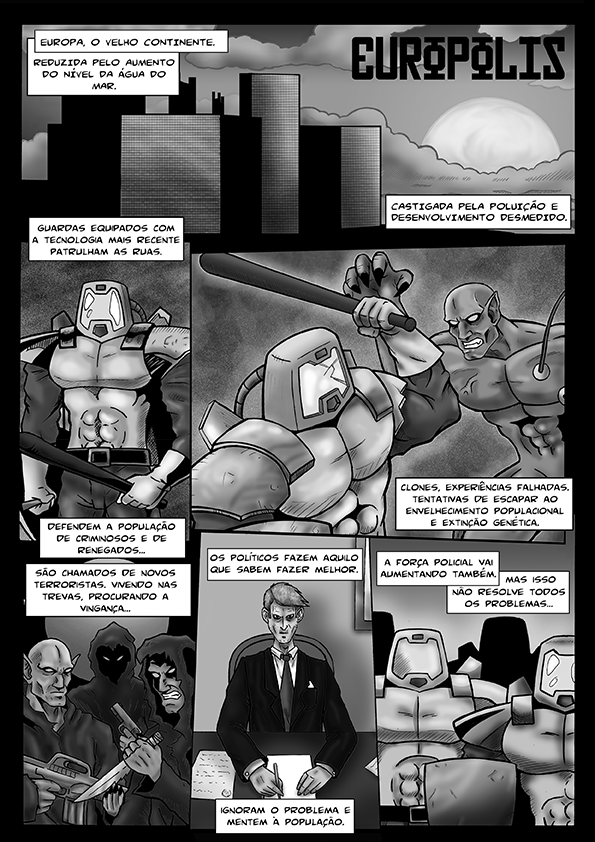 EUROPA, O VELHO CONTINENTE.
REDUZIDA PELO AUMENTO
DO NÍVEL DA ÁGUA DO
MAR.
EUROPOLIS
CASTIGADA PELA POLUIÇÃO E
DESENVOLVIMENTO DESMEDIDO.
GUARDAS EQUIPADOS COM
A TECNOLOGIA MAIS RECENTE
PATRULHAM AS RUAS.
DEFENDEM A POPULAÇÃO
DE CRIMINOSOS E DE
RENEGADOS...
CLONES, EXPERIÊNCIAS FALHADAS.
TENTATIVAS DE ESCAPAR AO
ENVELHECIMENTO POPULACIONAL
E EXTINÇÃO GENÉTICA.
SÃO CHAMADOS DE NOVOS
TERRORISTAS. VIVENDO NAS
TREVAS, PROCURANDO A
VINGANÇA...
OS POLÍTICOS FAZEM AQUILO
QUE SABEM FAZER MELHOR.
IGNORAM O PROBLEMA E
MENTEM À POPULAÇÃO.
A FORÇA POLICIAL VAI
AUMENTANDO TAMBÉM.
MAS ISSO
NÃO RESOLVE TODOS
OS PROBLEMAS...